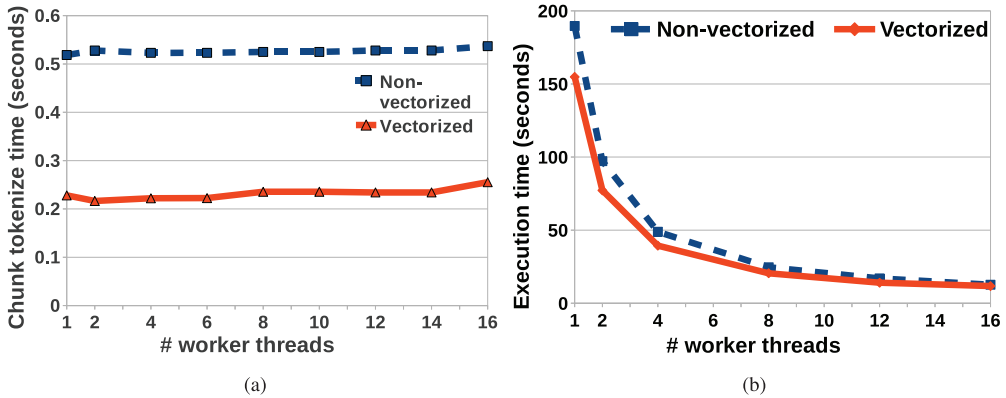 Chunk tokenize time (seconds)
0.6
0.5
0.4
0.3
0.2
0.1
0
Non-
vectorized
Vectorized
1 2 4 6 8 10 12 14 16
# worker threads
(a)
Execution time (seconds)
200
150
100
50
0
Non-vectorized Vectorized
1 2 4 6 8 10 12 14 16
# worker threads
(b)